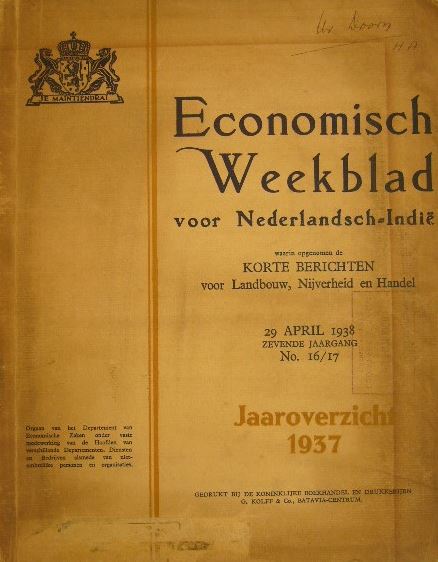 JE MAINTIENDRAI
Economisch
Weekblad
voor Nederlandsch-Indië
waarin opgenomen de
KORTE BERICHTEN
voor Landbouw, Nijverheid en Handel
29 APRIL 1938
ZEVENDE JAARGANG
No. 16/17
Jaaroverzicht
1937
Orgaan van het Departement van
Economische Zaken onder vaste
medewerking van de Hoofden van
verschillende Departementen, Diensten
en Bedrijven alsmede van niet-
ambtelijke personen en organisaties.
GEDRUKT BIJ DE KONINKLIJKE BOEKHANDEL EN DRUKKERIJEN
G. KOLFF & Co., BATAVIA-CENTRUM.